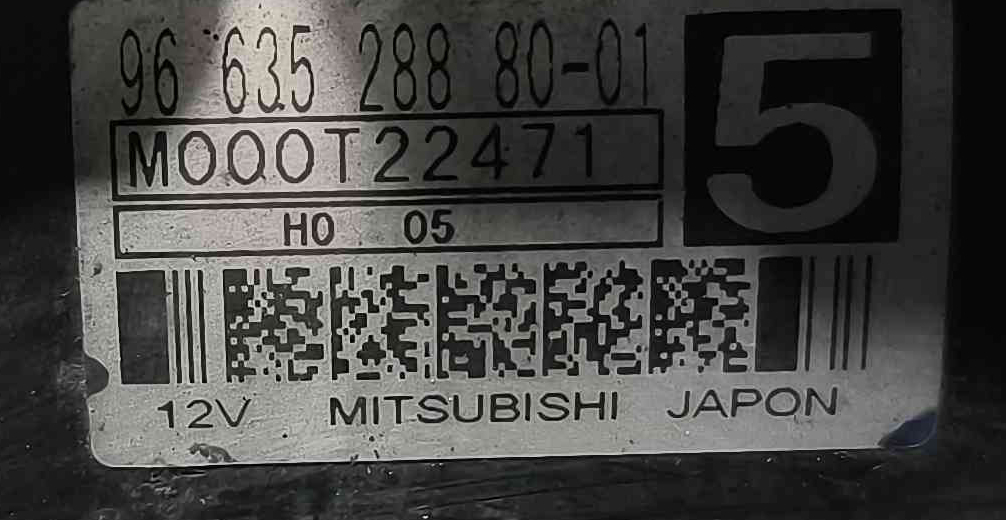 96 635 288 80-01
5
M000T22471
H0 05
12V MITSUBISHI JAPON